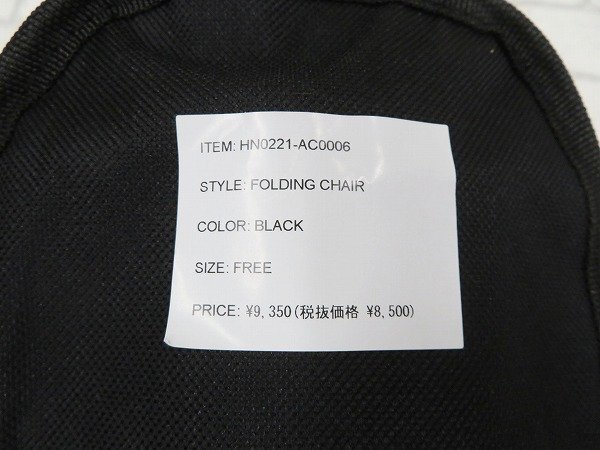 ITEM: HN0221-AC0006
STYLE: FOLDING CHAIR
COLOR: BLACK
SIZE: FREE
PRICE: ¥9,350(税抜価格 ¥8,500)